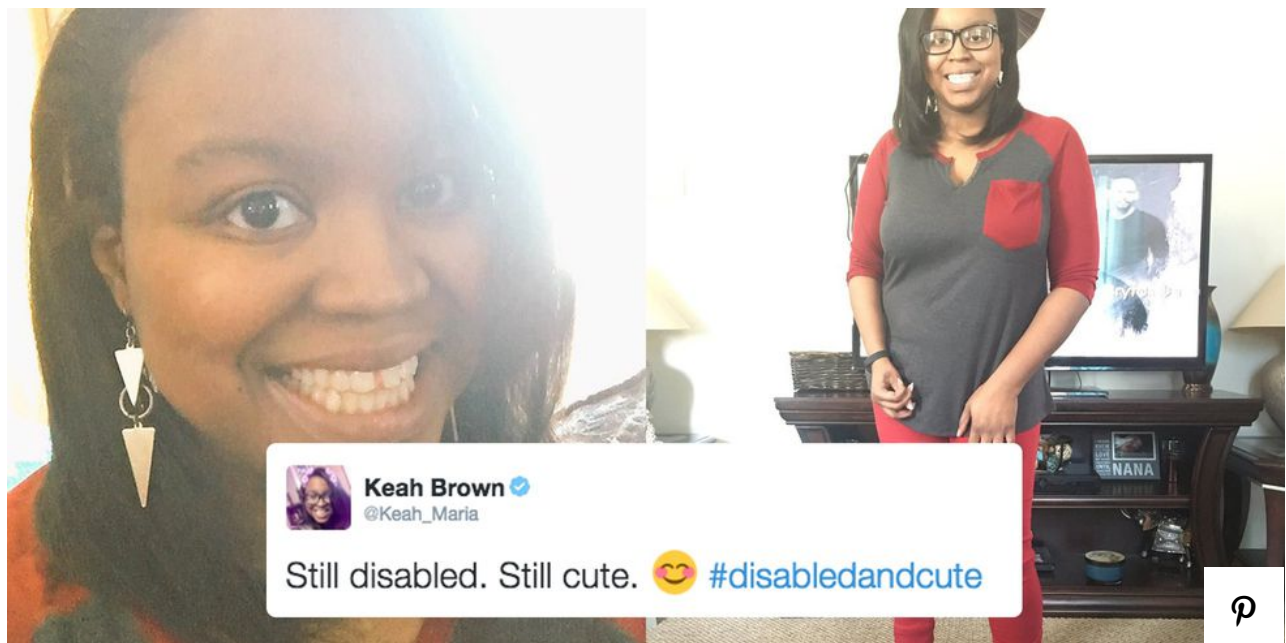 Keah Brown
@Keah_Maria
Still disabled. Still cute. 😊 #disabledandcute
NANA